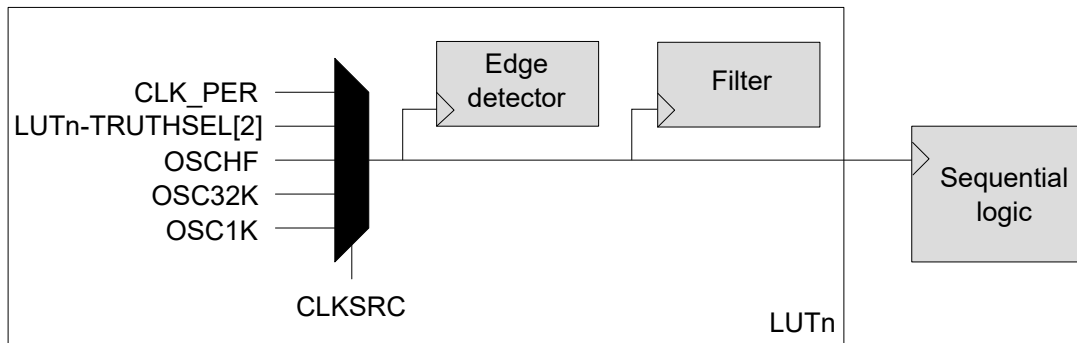 Edge
detector
Filter
CLK_PER
LUTn-TRUTHSEL[2]
OSCHF
OSC32K
OSC1K
Sequential
logic
CLKSRC
LUTn